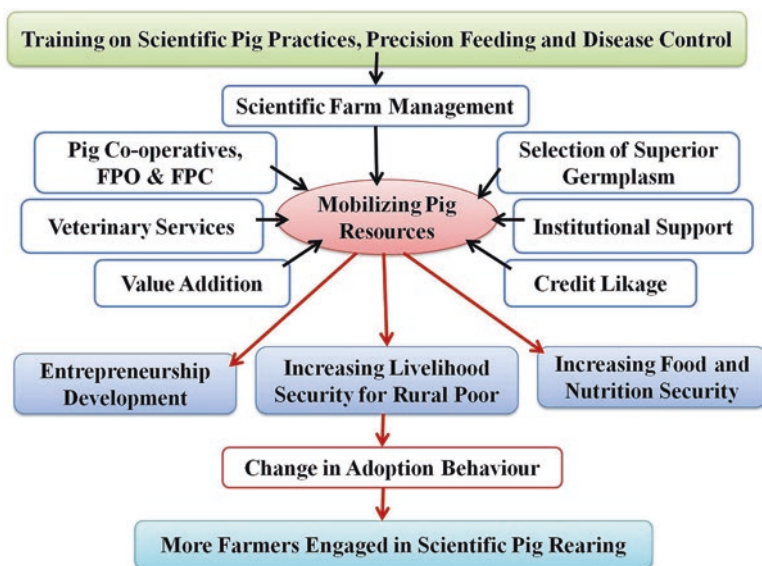 Training on Scientific Pig Practices, Precision Feeding and Disease Control
Scientific Farm Management
Pig Co-operatives,
FPO & FPC
Selection of Superior
Germplasm
Mobilizing Pig
Resources
Veterinary Services
Institutional Support
Value Addition
Credit Likage
Entrepreneurship
Development
Increasing Livelihood
Security for Rural Poor
Increasing Food and
Nutrition Security
Change in Adoption Behaviour
More Farmers Engaged in Scientific Pig Rearing